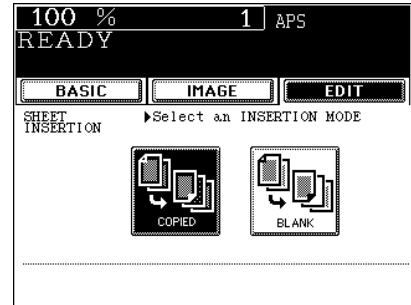 100 % 1 APS
READY
BASIC IMAGE EDIT
SHEET ▶Select an INSERTION MODE
INSERTION
COPIED BLANK